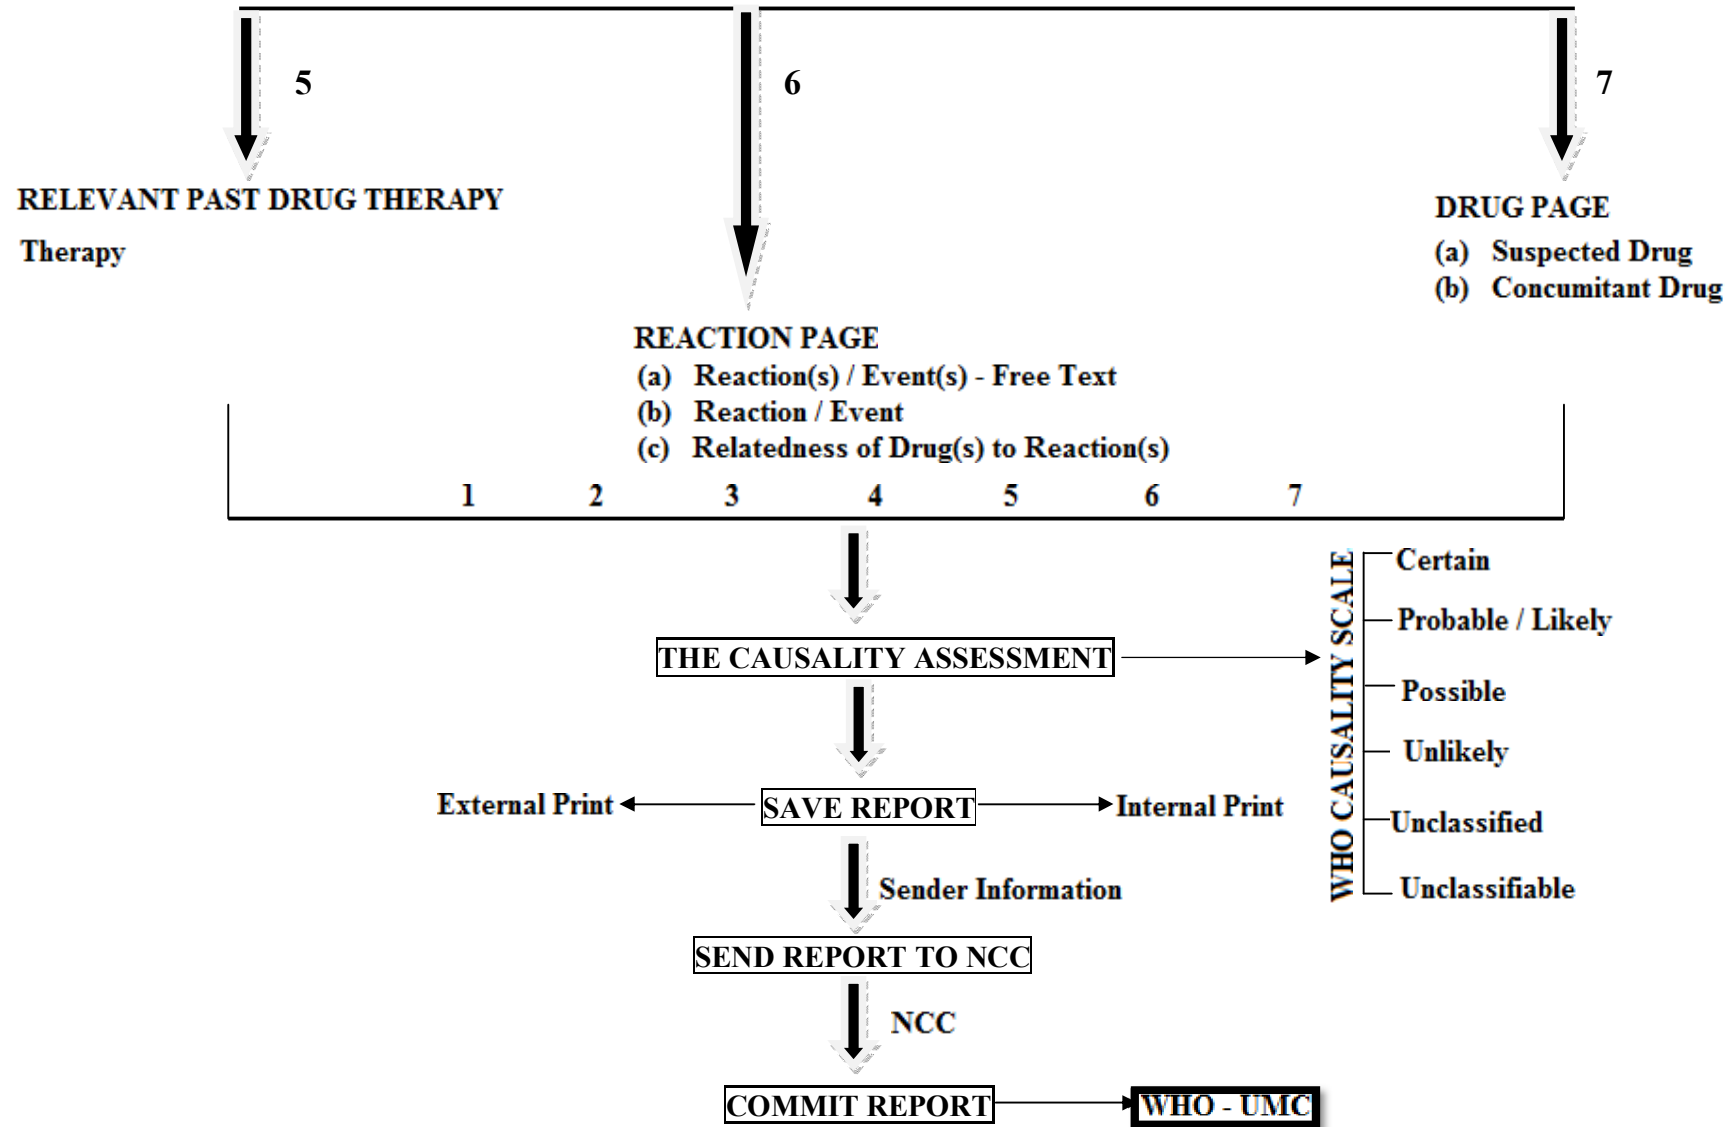 5
6
7
RELEVANT PAST DRUG THERAPY
Therapy
DRUG PAGE
(a) Suspected Drug
(b) Concumitant Drug
REACTION PAGE
(a) Reaction(s) / Event(s) - Free Text
(b) Reaction / Event
(c) Relatedness of Drug(s) to Reaction(s)
1 2 3 4 5 6 7
THE CAUSALITY ASSESSMENT
WHO CAUSALITY SCALE
Certain
Probable / Likely
Possible
Unlikely
Unclassified
Unclassifiable
External Print
SAVE REPORT
Internal Print
Sender Information
SEND REPORT TO NCC
NCC
COMMIT REPORT
WHO - UMC